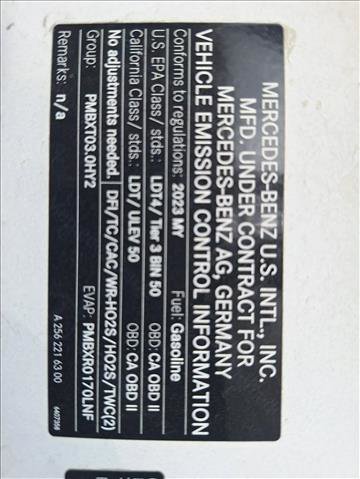 MERCEDES-BENZ U.S. INTL., INC.
MFD. UNDER CONTRACT FOR
MERCEDES-BENZ AG, GERMANY
VEHICLE EMISSION CONTROL INFORMATION
Conforms to regulations: 2023 MY Fuel: Gasoline
U.S. EPA Class/ stds.: LDT4/ Tier 3 BIN 50 OBD: CA OBD II
California Class/ stds.: LDT/ ULEV 50 OBD: CA OBD II
No adjustments needed. DFI/TC/CAC/WR-HO2S/HO2S/TWC(2)
Group: PMBXT03.0HY2 EVAP: PMBXR0170LNF
Remarks: n/a A 256 221 63 00